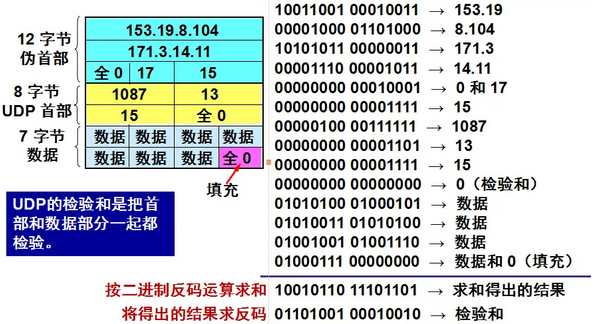 12 字节
伪首部
153.19.8.104
171.3.14.11
全 0 17 15
8 字节
UDP 首部
1087 13
15 全 0
7 字节
数据
数据 数据 数据 数据
数据 数据 数据 全 0
填充
UDP的检验和是把首
部和数据部分一起都
检验。
10011001 00010011 → 153.19
00001000 01101000 → 8.104
10101011 00000011 → 171.3
00001110 00001011 → 14.11
00000000 00010001 → 0 和 17
00000000 00001111 → 15
00000100 00111111 → 1087
00000000 00001101 → 13
00000000 00001111 → 15
00000000 00000000 → 0（检验和）
01010100 01000101 → 数据
01010011 01010100 → 数据
01001001 01001110 → 数据
01000111 00000000 → 数据和 0（填充）
按二进制反码运算求和 10010110 11101101 → 求和得出的结果
将得出的结果求反码 01101001 00010010 → 检验和